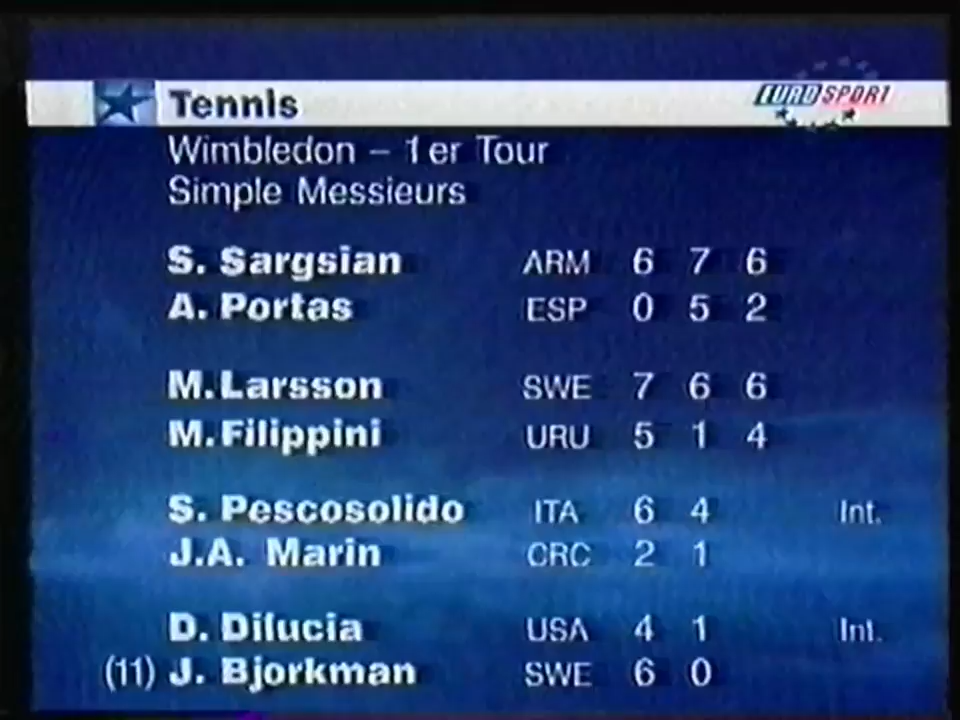 Tennis EUROSPORT
Wimbledon – 1er Tour
Simple Messieurs
S. Sargsian ARM 6 7 6
A. Portas ESP 0 5 2
M. Larsson SWE 7 6 6
M. Filippini URU 5 1 4
S. Pescosolido ITA 6 4 Int.
J.A. Marin CRC 2 1
D. Dilucia USA 4 1 Int.
(11) J. Bjorkman SWE 6 0